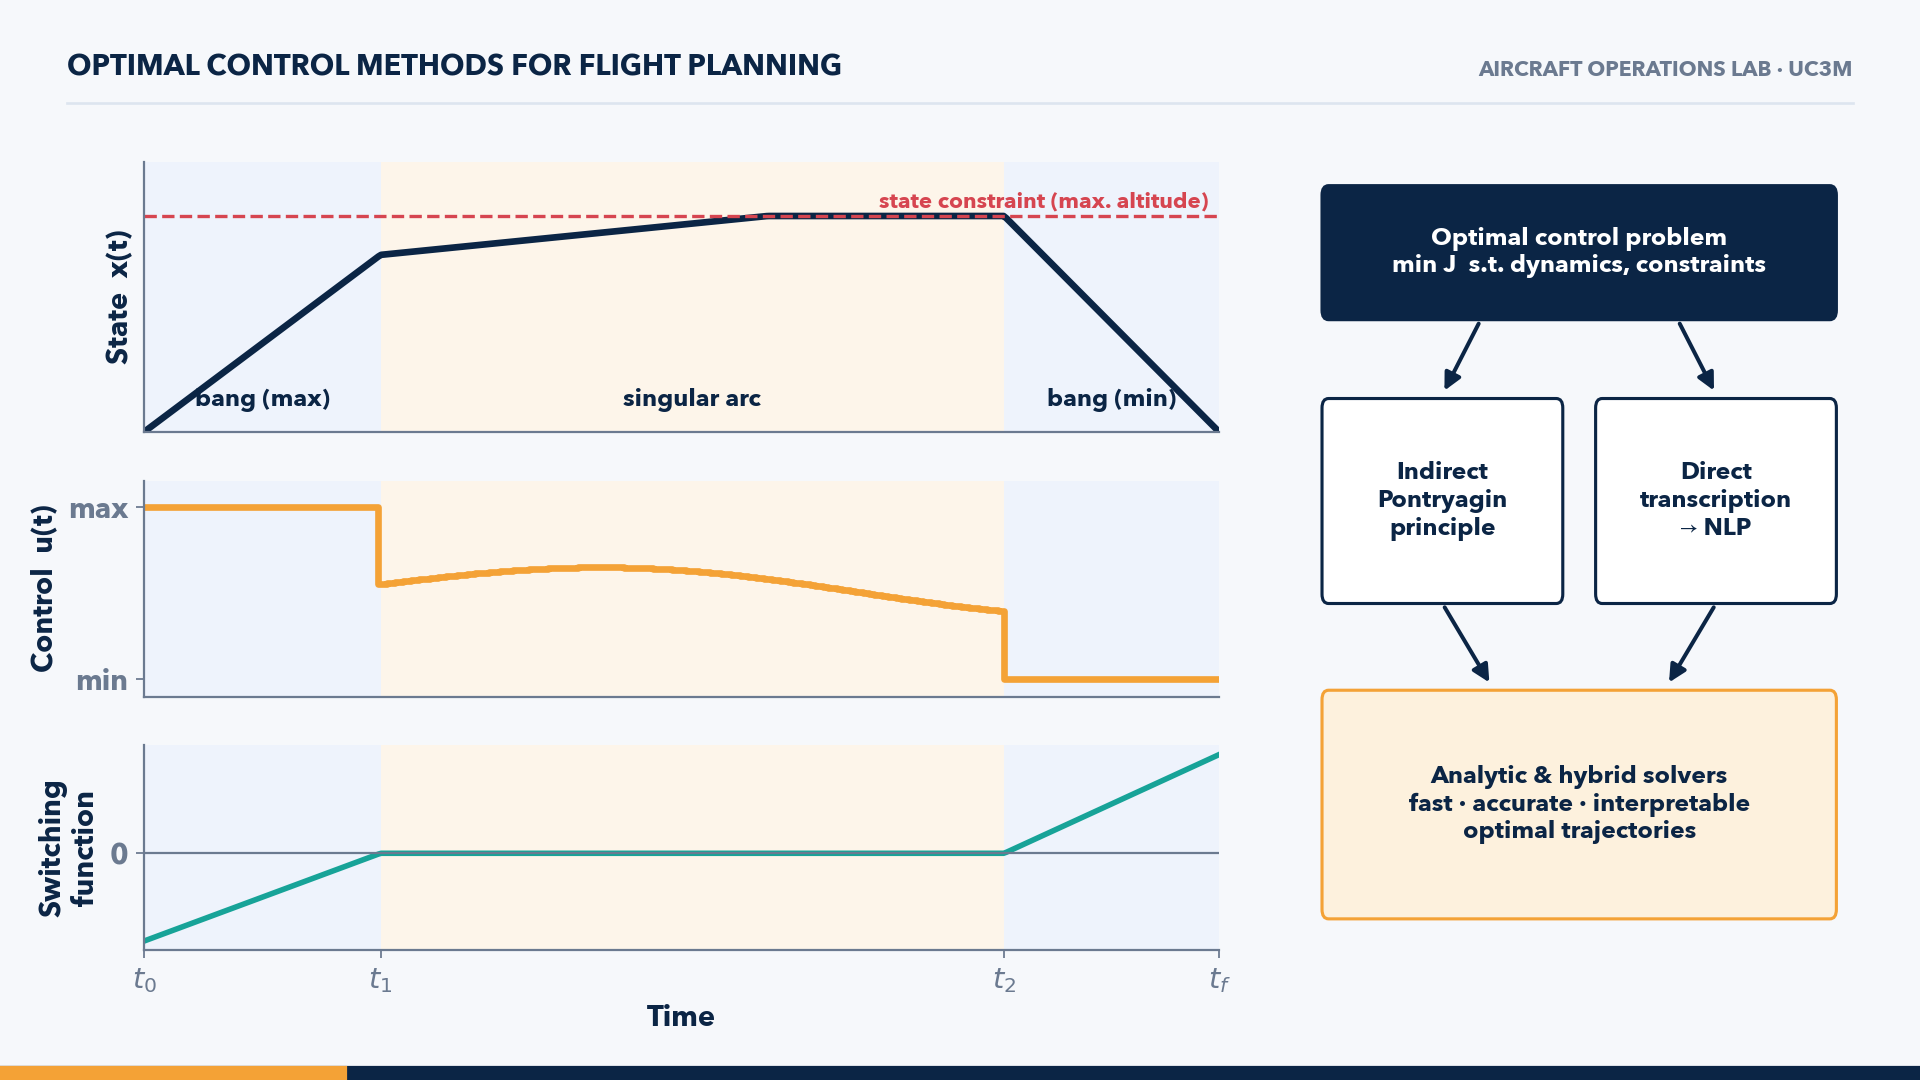 OPTIMAL CONTROL METHODS FOR FLIGHT PLANNING
AIRCRAFT OPERATIONS LAB · UC3M
State x(t)
state constraint (max. altitude)
bang (max)
singular arc
bang (min)
Control u(t)
max
min
Switching
function
0
t0
t1
t2
tf
Time
Optimal control problem
min J s.t. dynamics, constraints
Indirect
Pontryagin
principle
Direct
transcription
→ NLP
Analytic & hybrid solvers
fast · accurate · interpretable
optimal trajectories